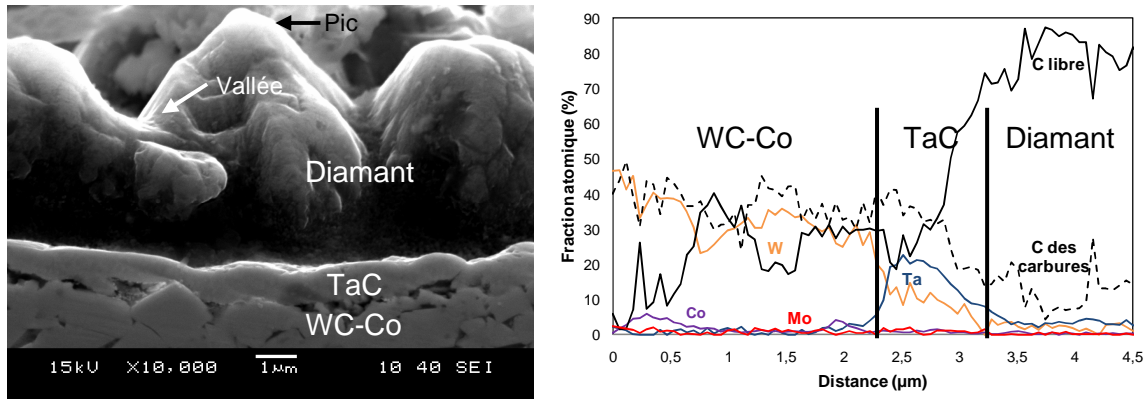 Pic
Vallée
Diamant
TaC
WC-Co
15kV X10,000 1µm 10 40 SEI
90
80
70
60
50
40
30
20
10
0
Fraction atomique (%)
C libre
WC-Co
TaC
Diamant
W
Ta
C des
carbures
Co
Mo
0 0,5 1 1,5 2 2,5 3 3,5 4 4,5
Distance (µm)